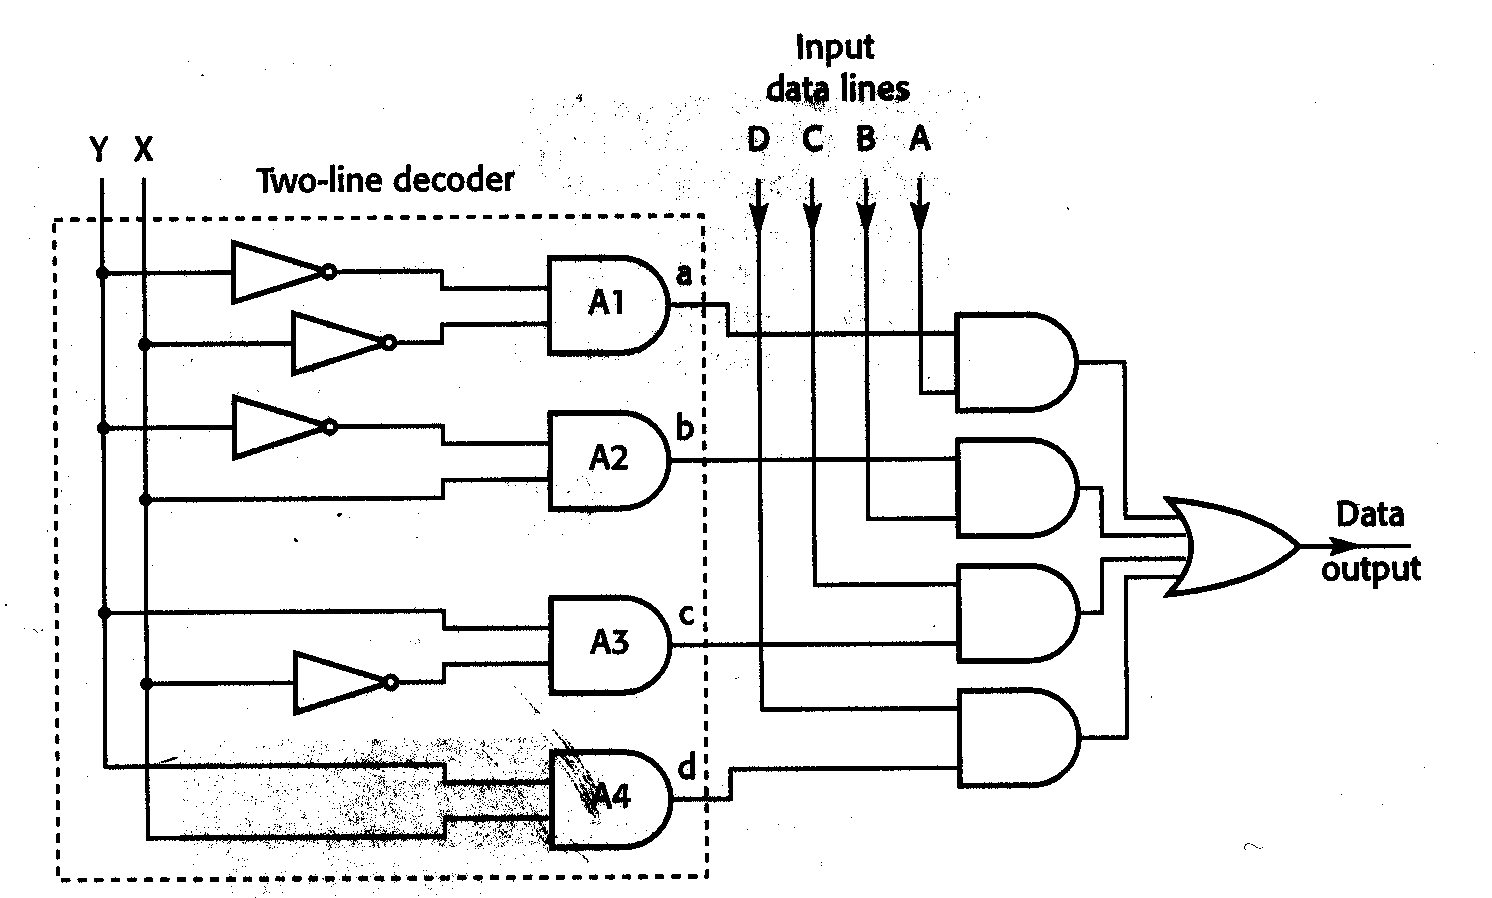 Input
data lines
D C B A
Y X
Two-line decoder
a
A1
b
A2
Data
output
c
A3
d
A4